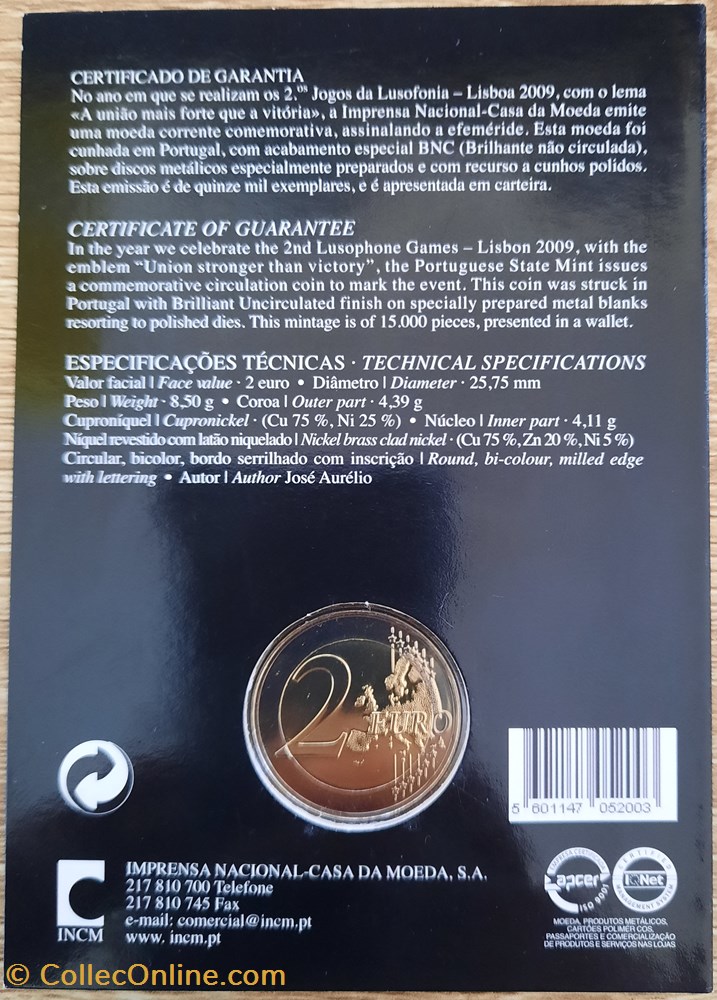 CERTIFICADO DE GARANTIA
No ano em que se realizam os 2.ºs Jogos da Lusofonia – Lisboa 2009, com o lema
«A união mais forte que a vitória», a Imprensa Nacional-Casa da Moeda emite
uma moeda corrente comemorativa, assinalando a efeméride. Esta moeda foi
cunhada em Portugal, com acabamento especial BNC (Brilhante não circulada),
sobre discos metálicos especialmente preparados e com recurso a cunhos polidos.
Esta emissão é de quinze mil exemplares, e é apresentada em carteira.
CERTIFICATE OF GUARANTEE
In the year we celebrate the 2nd Lusophone Games – Lisbon 2009, with the
emblem “Union stronger than victory”, the Portuguese State Mint issues
a commemorative circulation coin to mark the event. This coin was struck in
Portugal with Brilliant Uncirculated finish on specially prepared metal blanks
resorting to polished dies. This mintage is of 15.000 pieces, presented in a wallet.
ESPECIFICAÇÕES TÉCNICAS · TECHNICAL SPECIFICATIONS
Valor facial | Face value · 2 euro • Diâmetro | Diameter · 25,75 mm
Peso | Weight · 8,50 g • Coroa | Outer part · 4,39 g
Cuproníquel | Cupronickel · (Cu 75 %, Ni 25 %) • Núcleo | Inner part · 4,11 g
Níquel revestido com latão niquelado | Nickel brass clad nickel · (Cu 75 %, Zn 20 %, Ni 5 %)
Circular, bicolor, bordo serrilhado com inscrição | Round, bi-colour, milled edge
with lettering • Autor | Author José Aurélio
2 EURO
5 601147 052003
INCM
IMPRENSA NACIONAL-CASA DA MOEDA, S.A.
217 810 700 Telefone
217 810 745 Fax
e-mail: comercial@incm.pt
www. incm.pt
apcer
ISO 9001
CERTIFIED
IQNet
MANAGEMENT SYSTEM
MOEDA, PRODUTOS METÁLICOS,
CARTÕES POLIMÉRICOS,
PASSAPORTES E COMERCIALIZAÇÃO
DE PRODUTOS E SERVIÇOS NAS LOJAS
© CollecOnline.com